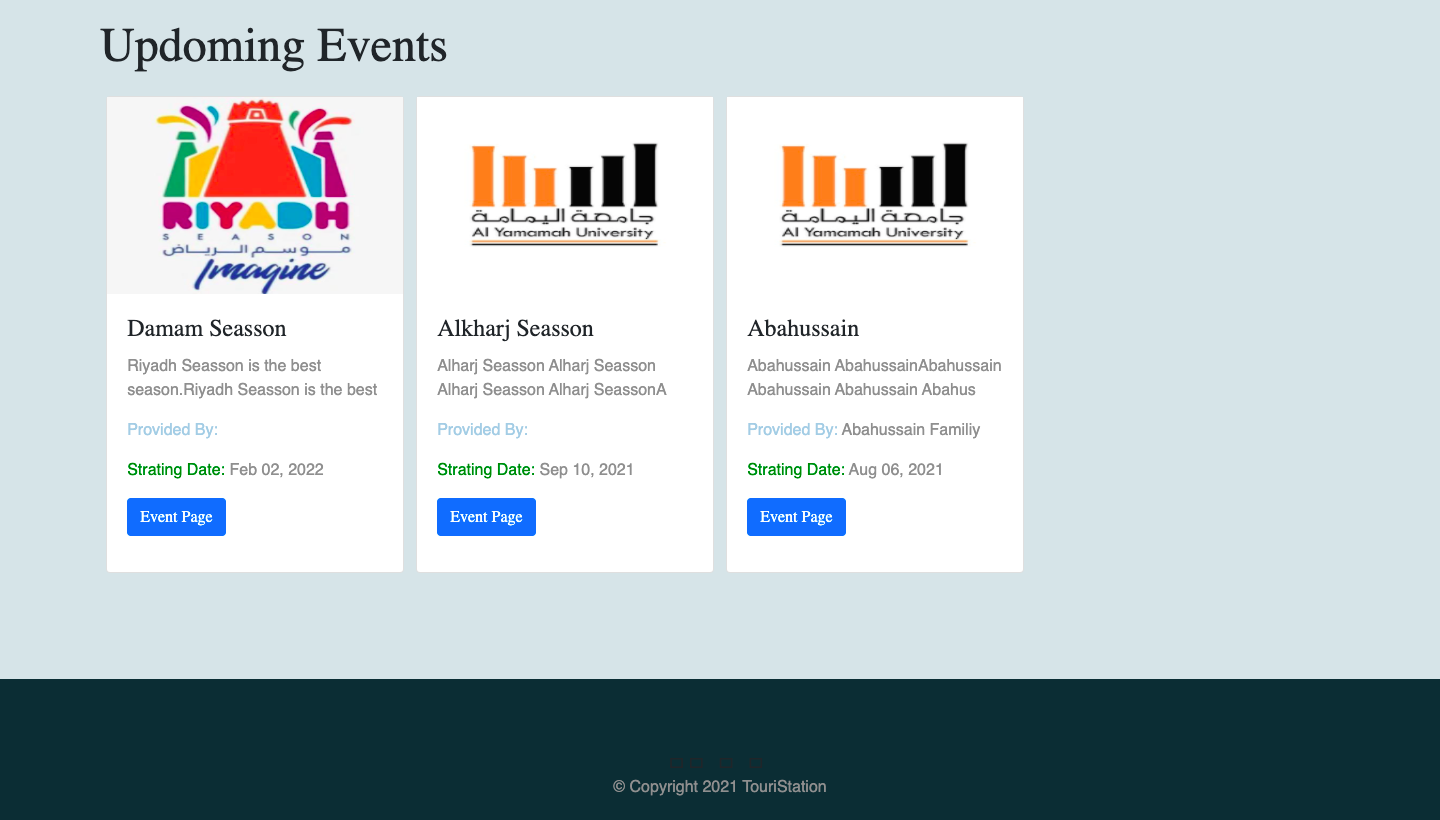 Updoming Events
RIYADH
SEASON
موسم الرياض
Imagine
جامعة اليمامة
Al Yamamah University
جامعة اليمامة
Al Yamamah University
Damam Seasson
Riyadh Seasson is the best
season.Riyadh Seasson is the best
Provided By:
Strating Date: Feb 02, 2022
Event Page
Alkharj Seasson
Alharj Seasson Alharj Seasson
Alharj Seasson Alharj SeassonA
Provided By:
Strating Date: Sep 10, 2021
Event Page
Abahussain
Abahussain AbahussainAbahussain
Abahussain Abahussain Abahus
Provided By: Abahussain Familiy
Strating Date: Aug 06, 2021
Event Page
© Copyright 2021 TouriStation